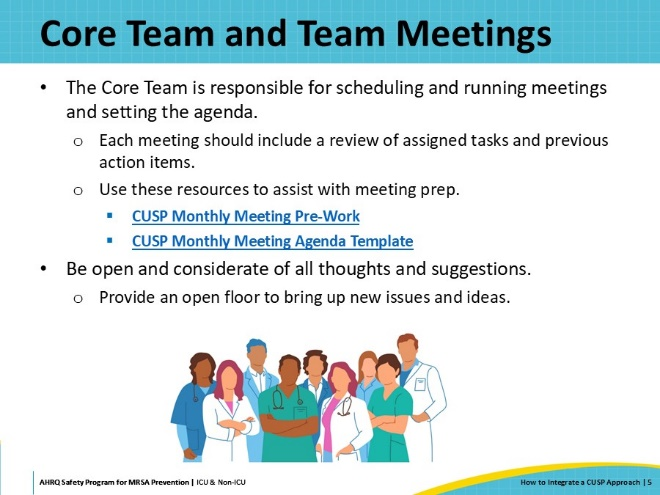 Core Team and Team Meetings
• The Core Team is responsible for scheduling and running meetings
and setting the agenda.
o Each meeting should include a review of assigned tasks and previous
action items.
o Use these resources to assist with meeting prep.
▪ CUSP Monthly Meeting Pre-Work
▪ CUSP Monthly Meeting Agenda Template
• Be open and considerate of all thoughts and suggestions.
o Provide an open floor to bring up new issues and ideas.
AHRQ Safety Program for MRSA Prevention | ICU & Non-ICU
How to Integrate a CUSP Approach | 5